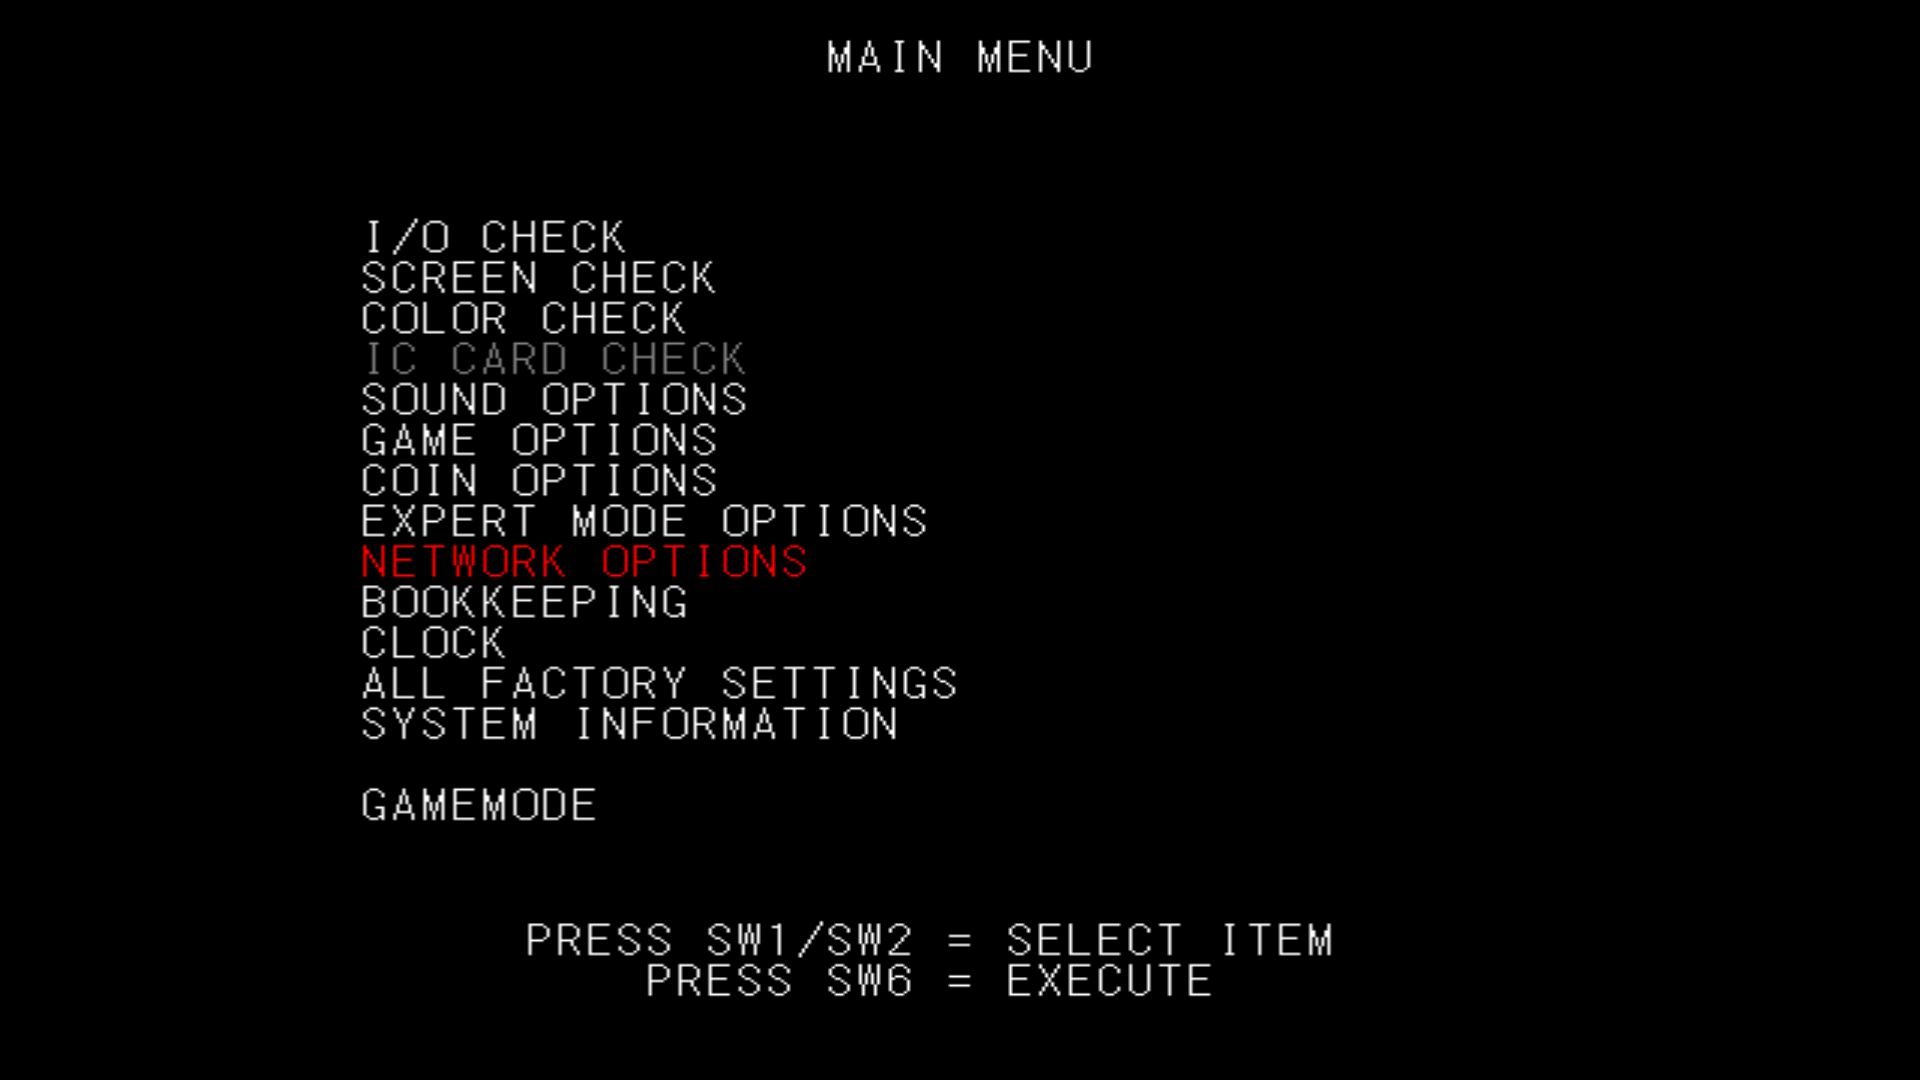 MAIN MENU
I/O CHECK
SCREEN CHECK
COLOR CHECK
IC CARD CHECK
SOUND OPTIONS
GAME OPTIONS
COIN OPTIONS
EXPERT MODE OPTIONS
NETWORK OPTIONS
BOOKKEEPING
CLOCK
ALL FACTORY SETTINGS
SYSTEM INFORMATION
GAMEMODE
PRESS SW1/SW2 = SELECT ITEM
PRESS SW6 = EXECUTE